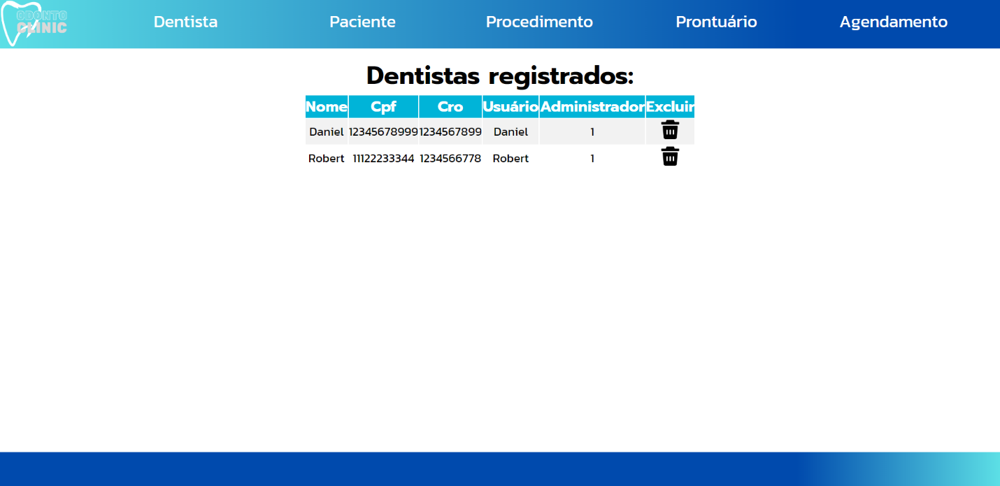 ODONTO
CLINIC
Dentista Paciente Procedimento Prontuário Agendamento
Dentistas registrados:
Nome Cpf Cro Usuário Administrador Excluir
Daniel 12345678999 1234567899 Daniel 1
Robert 11122233344 1234566778 Robert 1